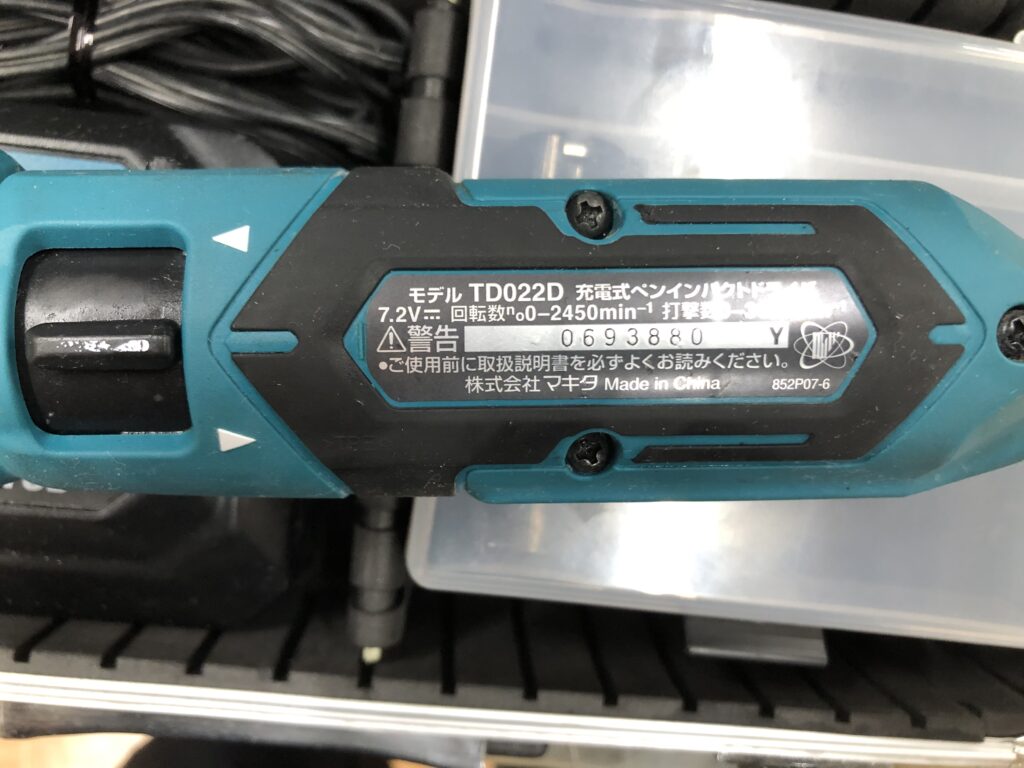 モデル TD022D 充電式ペンインパクトドライバ
7.2V⎓ 回転数n₀0-2450min⁻¹ 打撃数
⚠警告 0693880 Y
•ご使用前に取扱説明書を必ずよくお読みください。
株式会社マキタ Made in China 852P07-6